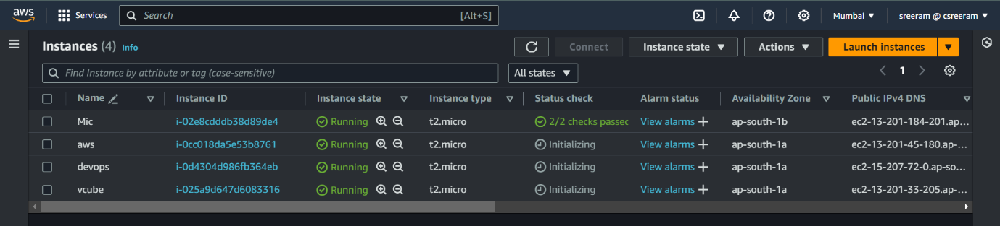 aws Services Search [Alt+S] Mumbai ▼ sreeram @ csreeram ▼
Instances (4) Info Connect Instance state ▼ Actions ▼ Launch instances ▼
Find Instance by attribute or tag (case-sensitive) All states ▼ 1
Name Instance ID Instance state Instance type Status check Alarm status Availability Zone Public IPv4 DNS
Mic i-02e8cdddb38d89de4 Running t2.micro 2/2 checks passed View alarms + ap-south-1b ec2-13-201-184-201.ap...
aws i-0cc018da5e53b8761 Running t2.micro Initializing View alarms + ap-south-1a ec2-13-201-45-180.ap-...
devops i-0d4304d986fb364eb Running t2.micro Initializing View alarms + ap-south-1a ec2-15-207-72-0.ap-so...
vcube i-025a9d647d6083316 Running t2.micro Initializing View alarms + ap-south-1a ec2-13-201-33-205.ap-...